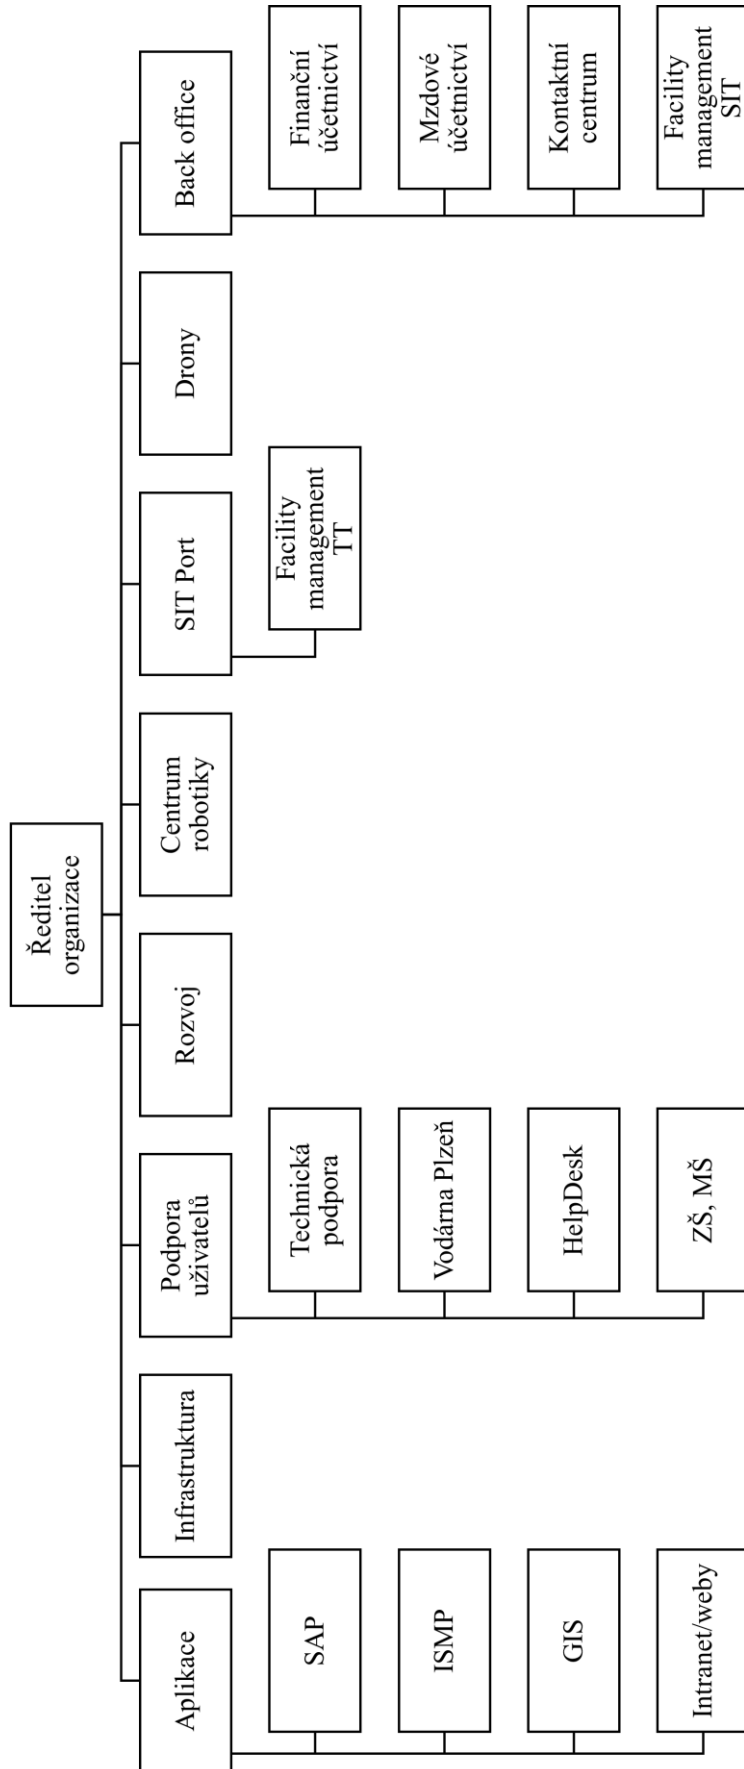 Ředitel
organizace
Aplikace
Infrastruktura
Podpora
uživatelů
Rozvoj
Centrum
robotiky
SIT Port
Drony
Back office
SAP
ISMP
GIS
Intranet/weby
Technická
podpora
Vodárna Plzeň
HelpDesk
ZŠ, MŠ
Facility
management
TT
Finanční
účetnictví
Mzdové
účetnictví
Kontaktní
centrum
Facility
management
SIT